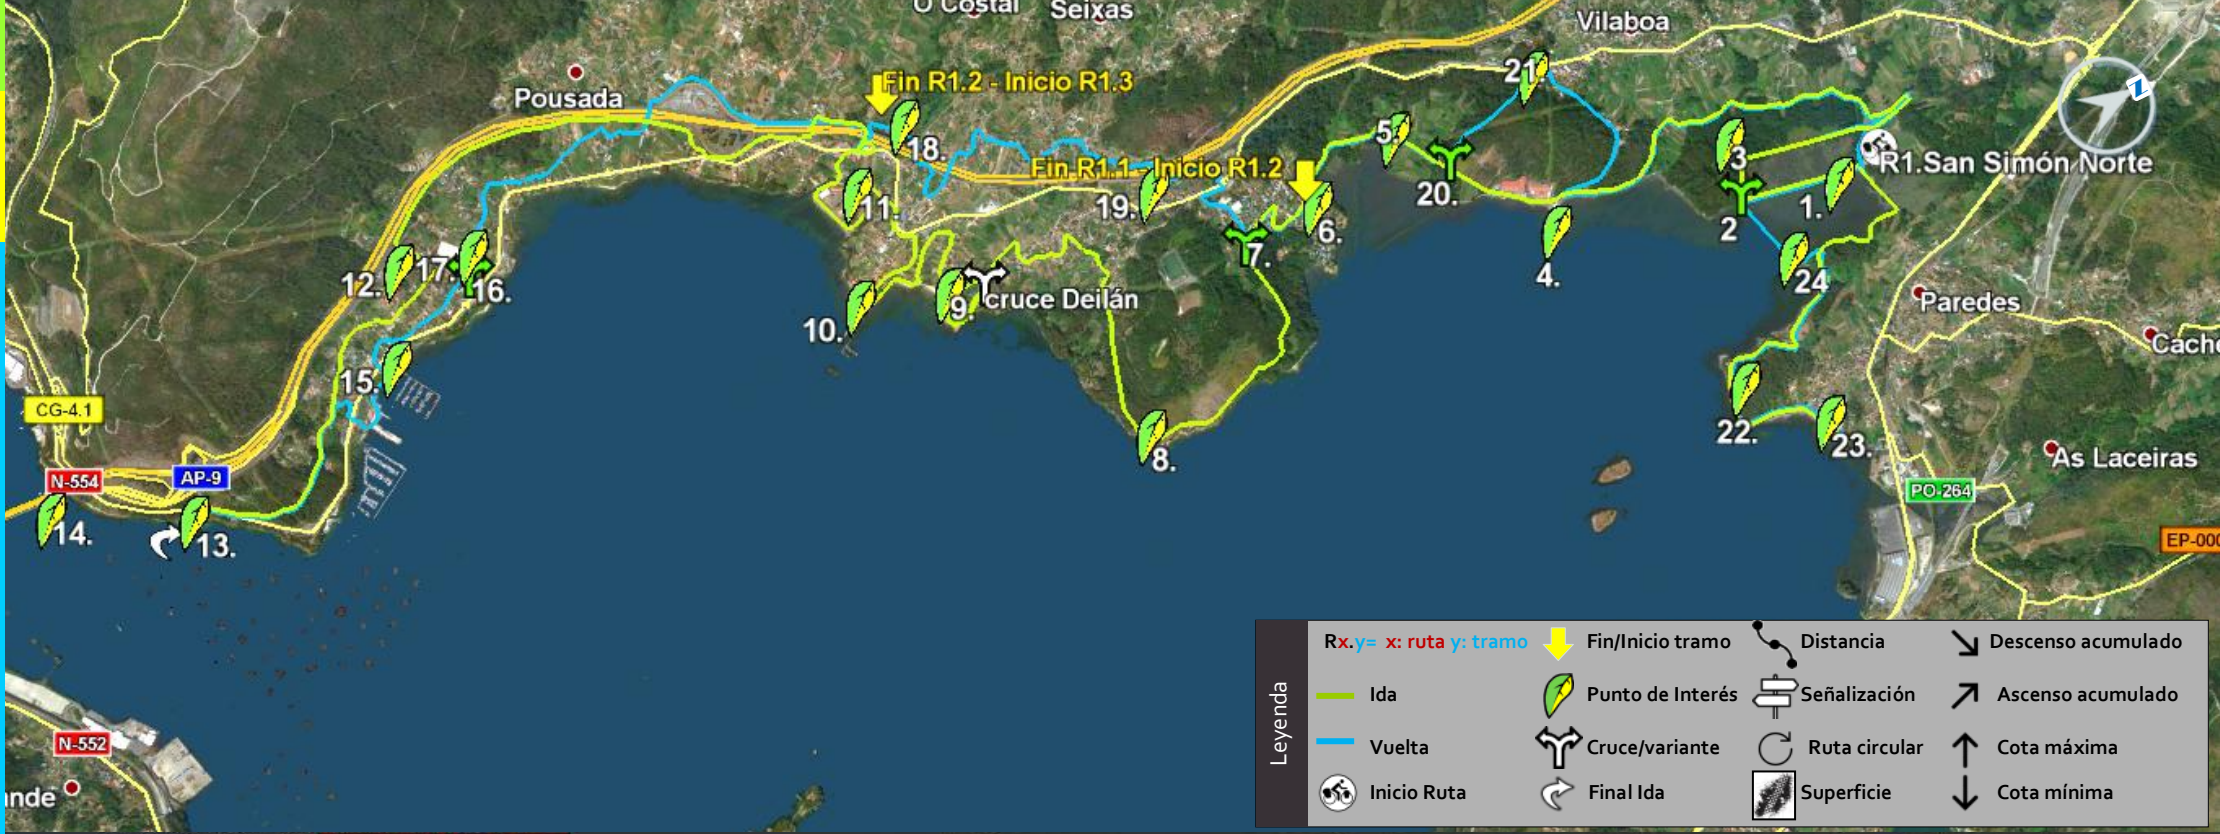 O Costal
Seixas
Vilaboa
Pousada
Fin R1.2 - Inicio R1.3
21
5
18.
3
Fin R1.1 - Inicio R1.2
R1.San Simón Norte
20.
11.
19.
6.
1.
2
7.
4.
24
12.
17.
16.
9.
cruce Deilán
10.
Paredes
15.
CG-4.1
22.
23.
8.
As Laceiras
N-554
AP-9
PO-264
14.
13.
N-552
Leyenda
Rx.y= x: ruta y: tramo
Fin/Inicio tramo
Distancia
Descenso acumulado
Ida
Punto de Interés
Señalización
Ascenso acumulado
Vuelta
Cruce/variante
Ruta circular
Cota máxima
Inicio Ruta
Final Ida
Superficie
Cota mínima